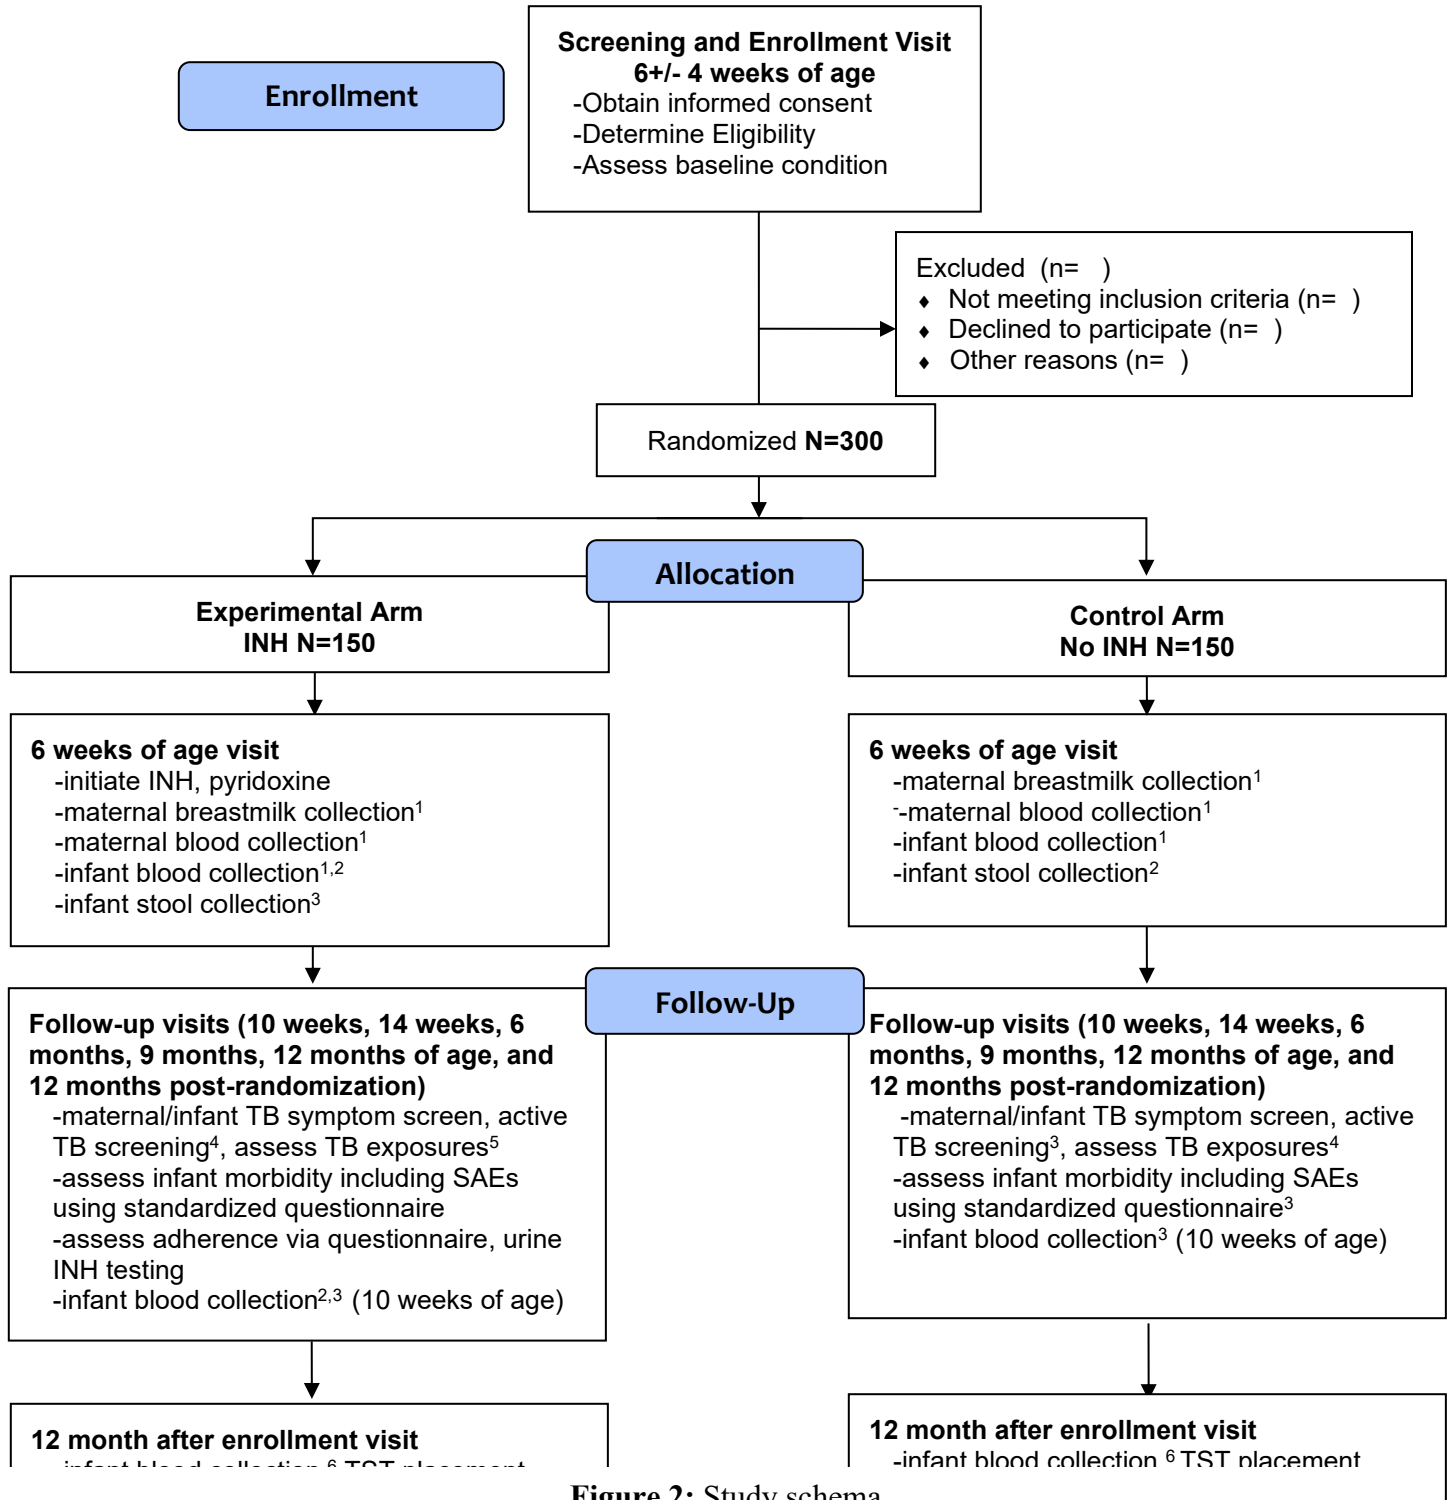 Screening and Enrollment Visit
6+/- 4 weeks of age
-Obtain informed consent
-Determine Eligibility
-Assess baseline condition
Enrollment
Excluded (n= )
♦ Not meeting inclusion criteria (n= )
♦ Declined to participate (n= )
♦ Other reasons (n= )
Randomized N=300
Allocation
Experimental Arm
INH N=150
Control Arm
No INH N=150
6 weeks of age visit
-initiate INH, pyridoxine
-maternal breastmilk collection¹
-maternal blood collection¹
-infant blood collection¹,²
-infant stool collection³
6 weeks of age visit
-maternal breastmilk collection¹
--maternal blood collection¹
-infant blood collection¹
-infant stool collection²
Follow-Up
Follow-up visits (10 weeks, 14 weeks, 6
months, 9 months, 12 months of age, and
12 months post-randomization)
-maternal/infant TB symptom screen, active
TB screening⁴, assess TB exposures⁵
-assess infant morbidity including SAEs
using standardized questionnaire
-assess adherence via questionnaire, urine
INH testing
-infant blood collection²,³ (10 weeks of age)
Follow-up visits (10 weeks, 14 weeks, 6
months, 9 months, 12 months of age, and
12 months post-randomization)
-maternal/infant TB symptom screen, active
TB screening³, assess TB exposures⁴
-assess infant morbidity including SAEs
using standardized questionnaire³
-infant blood collection³ (10 weeks of age)
12 month after enrollment visit
-infant blood collection,⁶ TST placement
12 month after enrollment visit
-infant blood collection,⁶ TST placement
Figure 2: Study schema